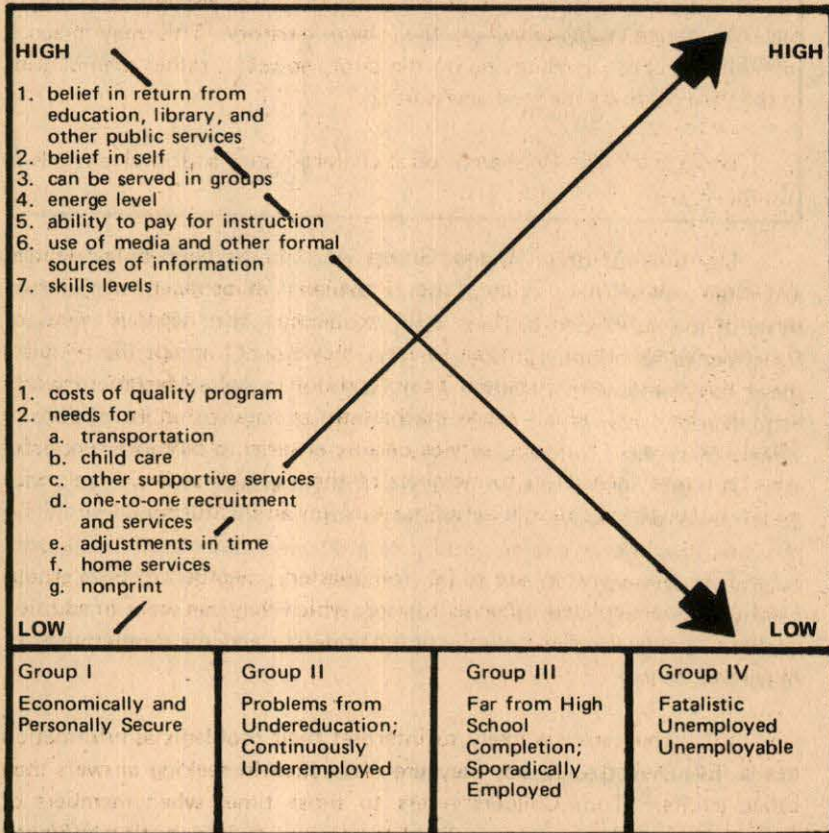 HIGH
HIGH
1. belief in return from
education, library, and
other public services
2. belief in self
3. can be served in groups
4. energe level
5. ability to pay for instruction
6. use of media and other formal
sources of information
7. skills levels
1. costs of quality program
2. needs for
a. transportation
b. child care
c. other supportive services
d. one-to-one recruitment
and services
e. adjustments in time
f. home services
g. nonprint
LOW
LOW
Group I
Economically and
Personally Secure
Group II
Problems from
Undereducation;
Continuously
Underemployed
Group III
Far from High
School
Completion;
Sporadically
Employed
Group IV
Fatalistic
Unemployed
Unemployable